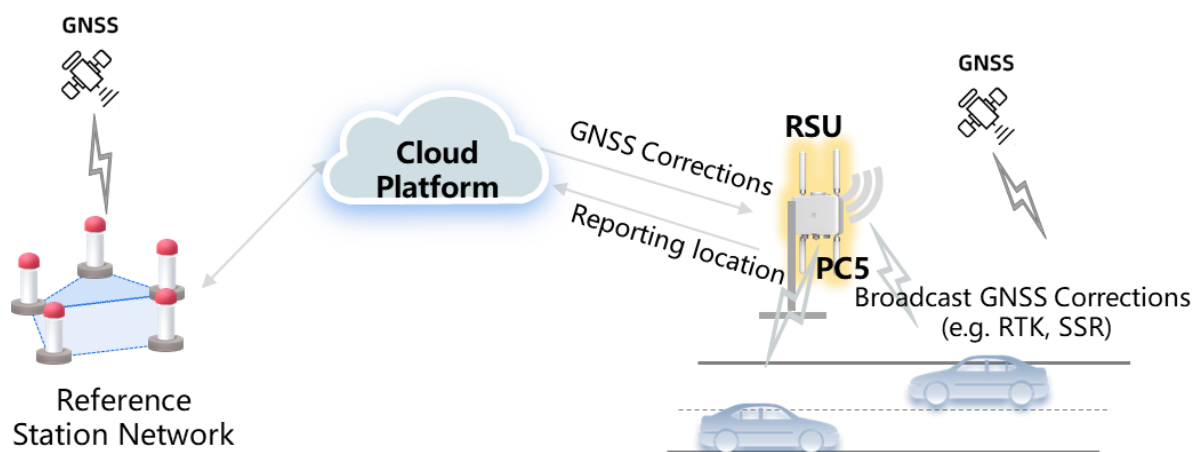 GNSS
GNSS
Cloud
Platform
GNSS Corrections
Reporting location
RSU
PC5
Broadcast GNSS Corrections
(e.g. RTK, SSR)
Reference
Station Network